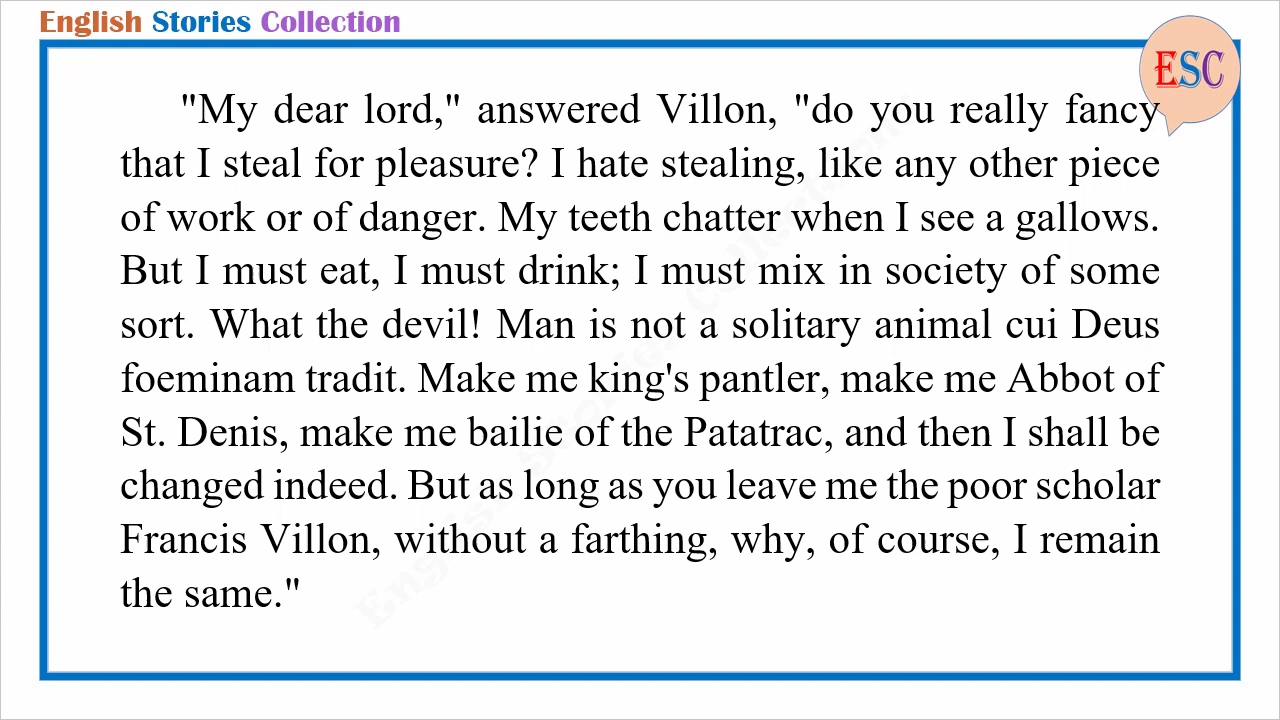 English Stories Collection
ESC
"My dear lord," answered Villon, "do you really fancy
that I steal for pleasure? I hate stealing, like any other piece
of work or of danger. My teeth chatter when I see a gallows.
But I must eat, I must drink; I must mix in society of some
sort. What the devil! Man is not a solitary animal cui Deus
foeminam tradit. Make me king's pantler, make me Abbot of
St. Denis, make me bailie of the Patatrac, and then I shall be
changed indeed. But as long as you leave me the poor scholar
Francis Villon, without a farthing, why, of course, I remain
the same."
English Stories Collection